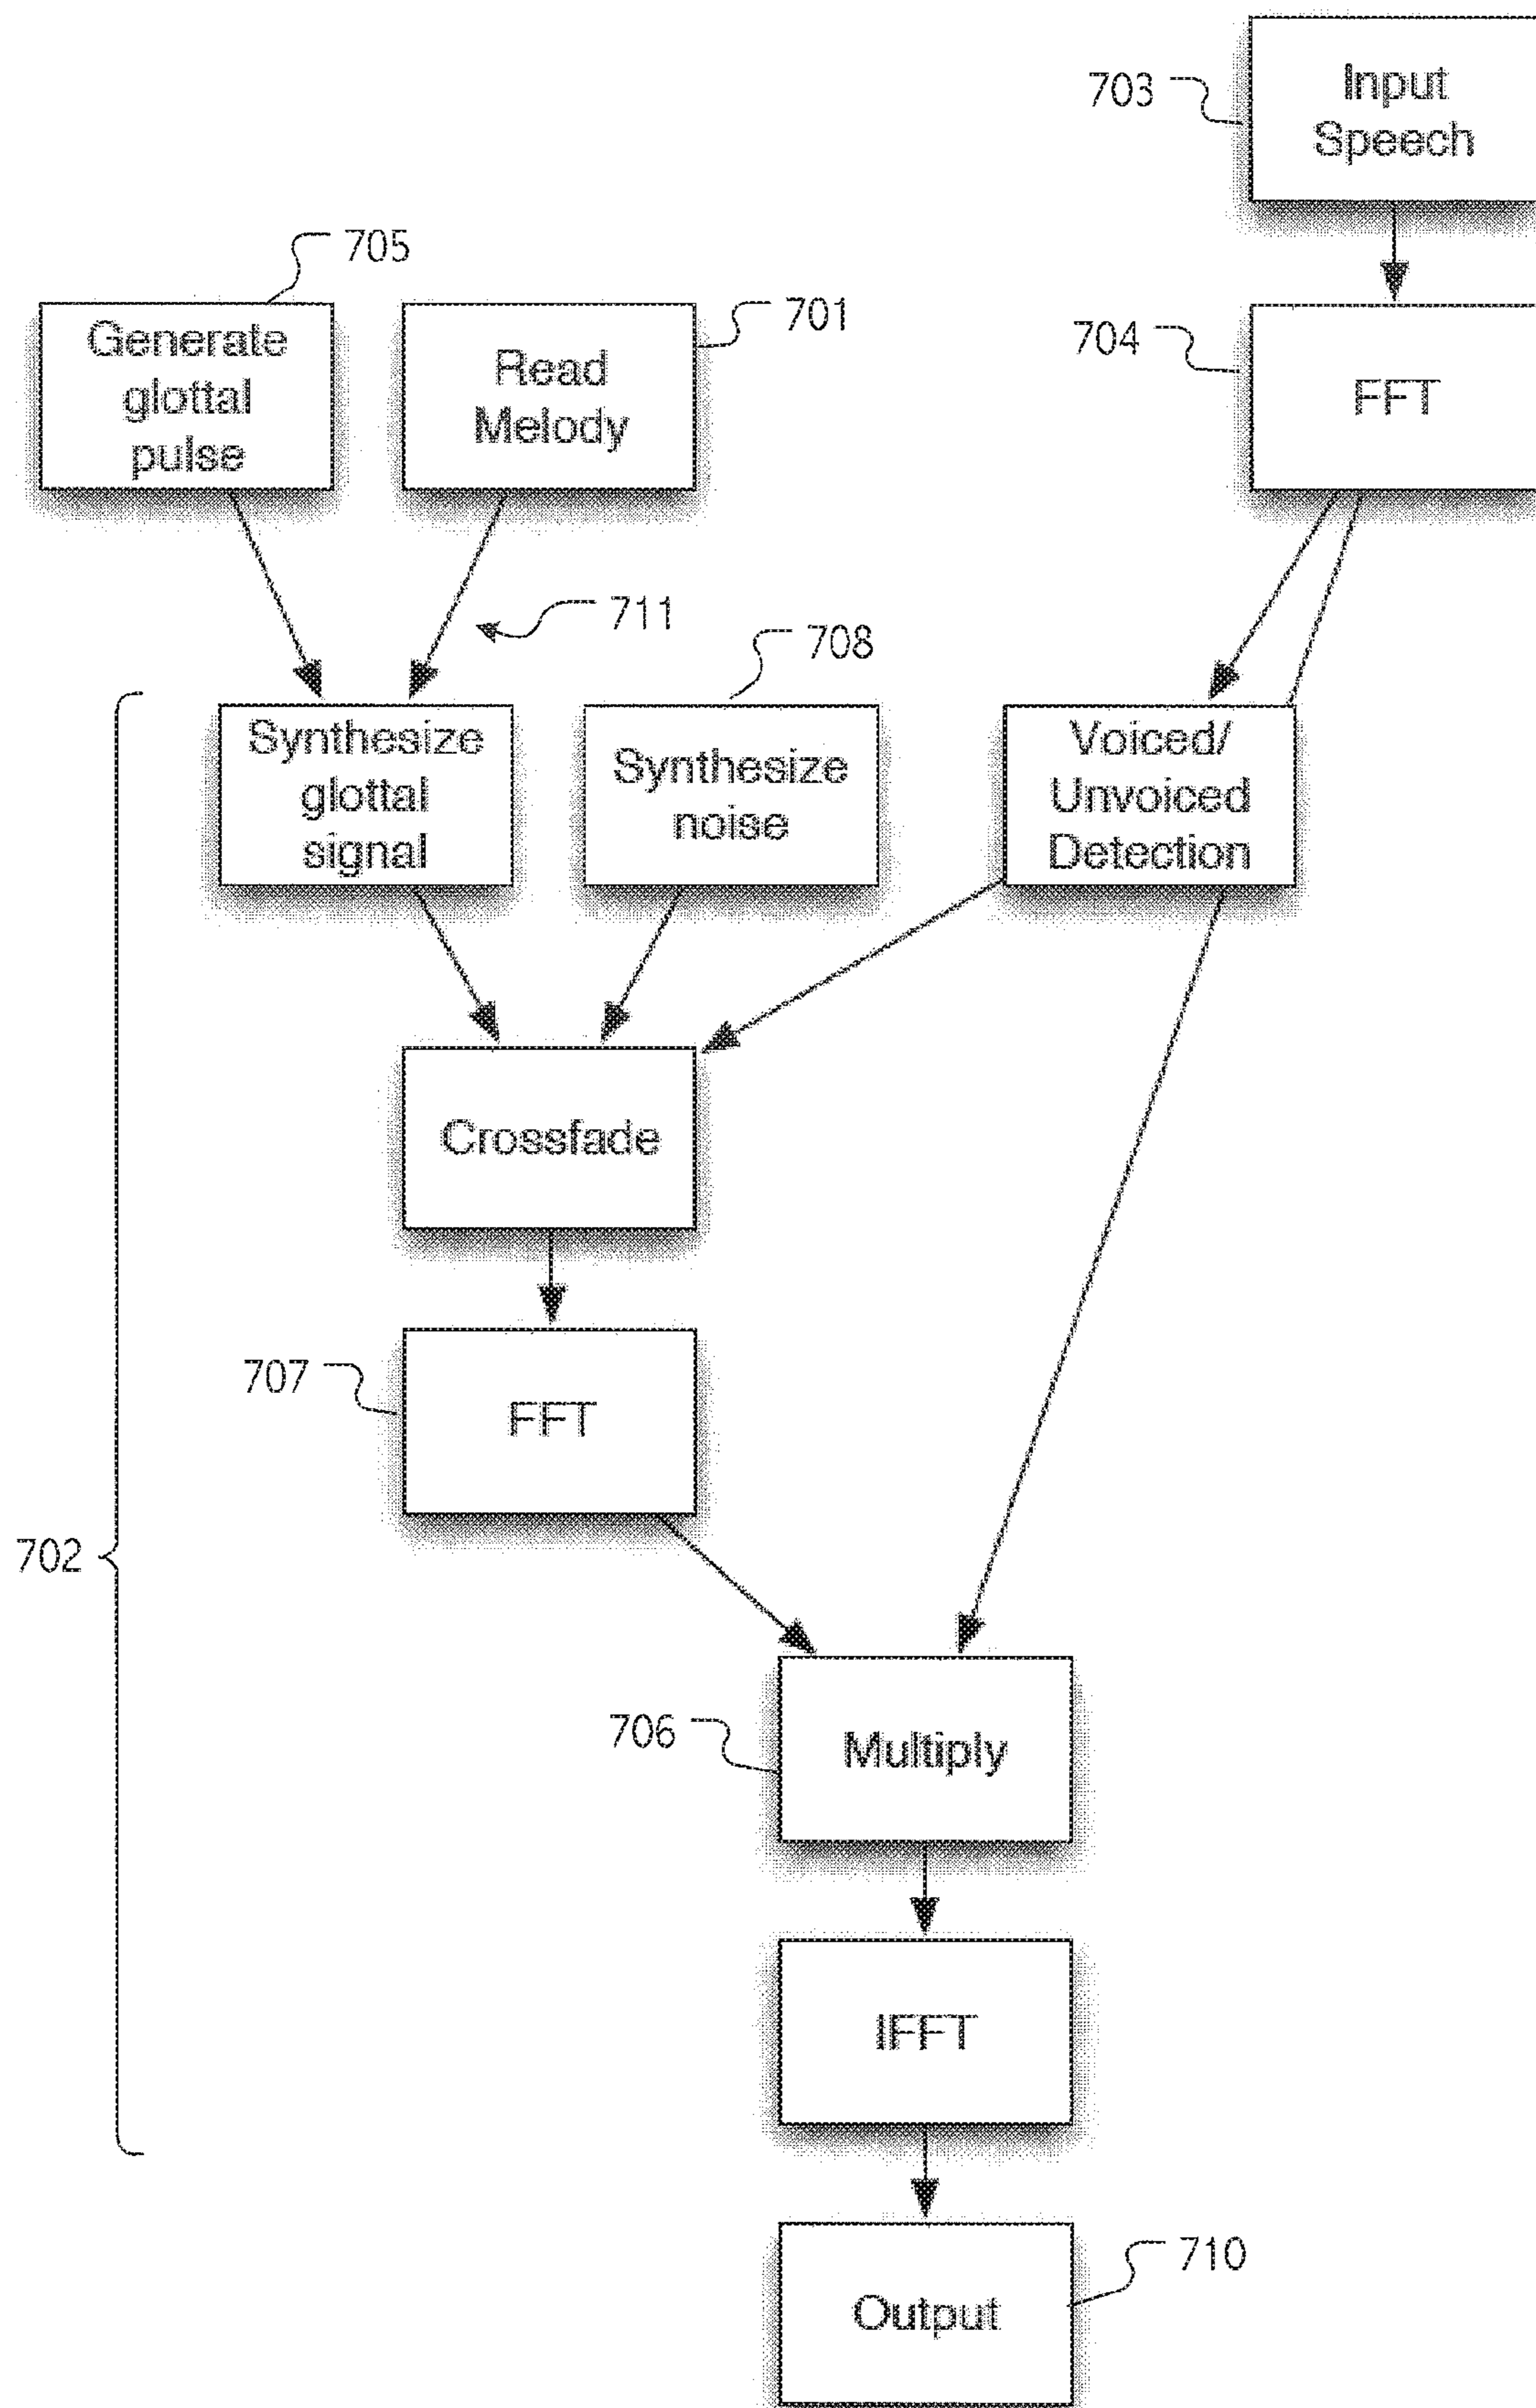 703
Input
Speech
705
701
704
Generate
glottal
pulse
Read
Melody
FFT
711
708
Synthesize
glottal
signal
Synthesize
noise
Voiced/
Unvoiced
Detection
Crossfade
707
FFT
702
706
Multiply
IFFT
710
Output